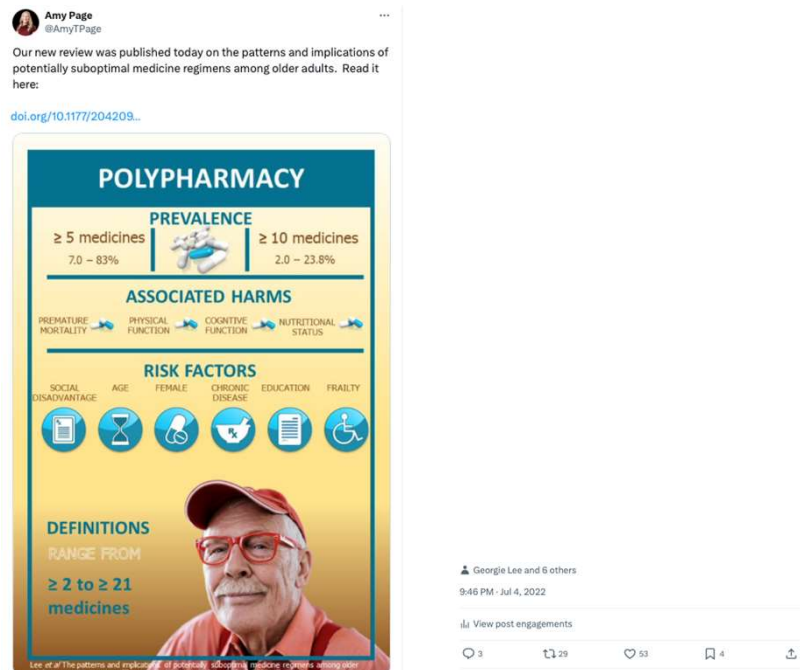 Amy Page
@AmyTPage
Our new review was published today on the patterns and implications of
potentially suboptimal medicine regimens among older adults. Read it
here:
doi.org/10.1177/204209...
POLYPHARMACY
PREVALENCE
≥ 5 medicines
7.0 – 83%
≥ 10 medicines
2.0 – 23.8%
ASSOCIATED HARMS
PREMATURE
MORTALITY
PHYSICAL
FUNCTION
COGNTIVE
FUNCTION
NUTRITIONAL
STATUS
RISK FACTORS
SOCIAL
DISADVANTAGE
AGE
FEMALE
CHRONIC
DISEASE
EDUCATION
FRAILTY
Rx
DEFINITIONS
RANGE FROM
≥ 2 to ≥ 21
medicines
Lee et al The patterns and implications of potentially suboptimal medicine regimens among older
Georgie Lee and 6 others
9:46 PM · Jul 4, 2022
View post engagements
3
29
53
4